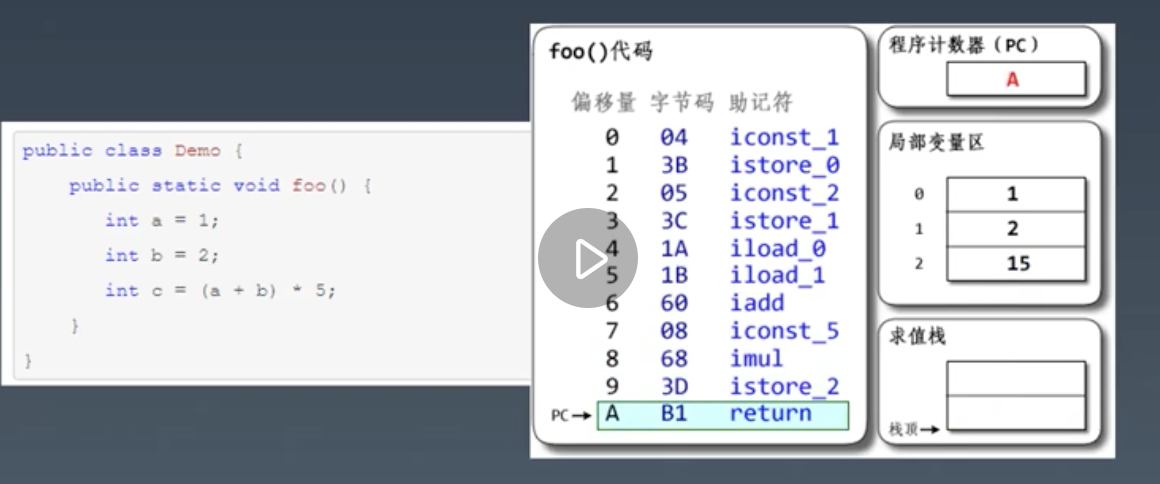 public class Demo {
public static void foo() {
int a = 1;
int b = 2;
int c = (a + b) * 5;
}
}
foo()代码
偏移量 字节码 助记符
0 04 iconst_1
1 3B istore_0
2 05 iconst_2
3 3C istore_1
4 1A iload_0
5 1B iload_1
6 60 iadd
7 08 iconst_5
8 68 imul
9 3D istore_2
PC→ A B1 return
程序计数器（PC）
A
局部变量区
0 1
1 2
2 15
求值栈
栈顶→